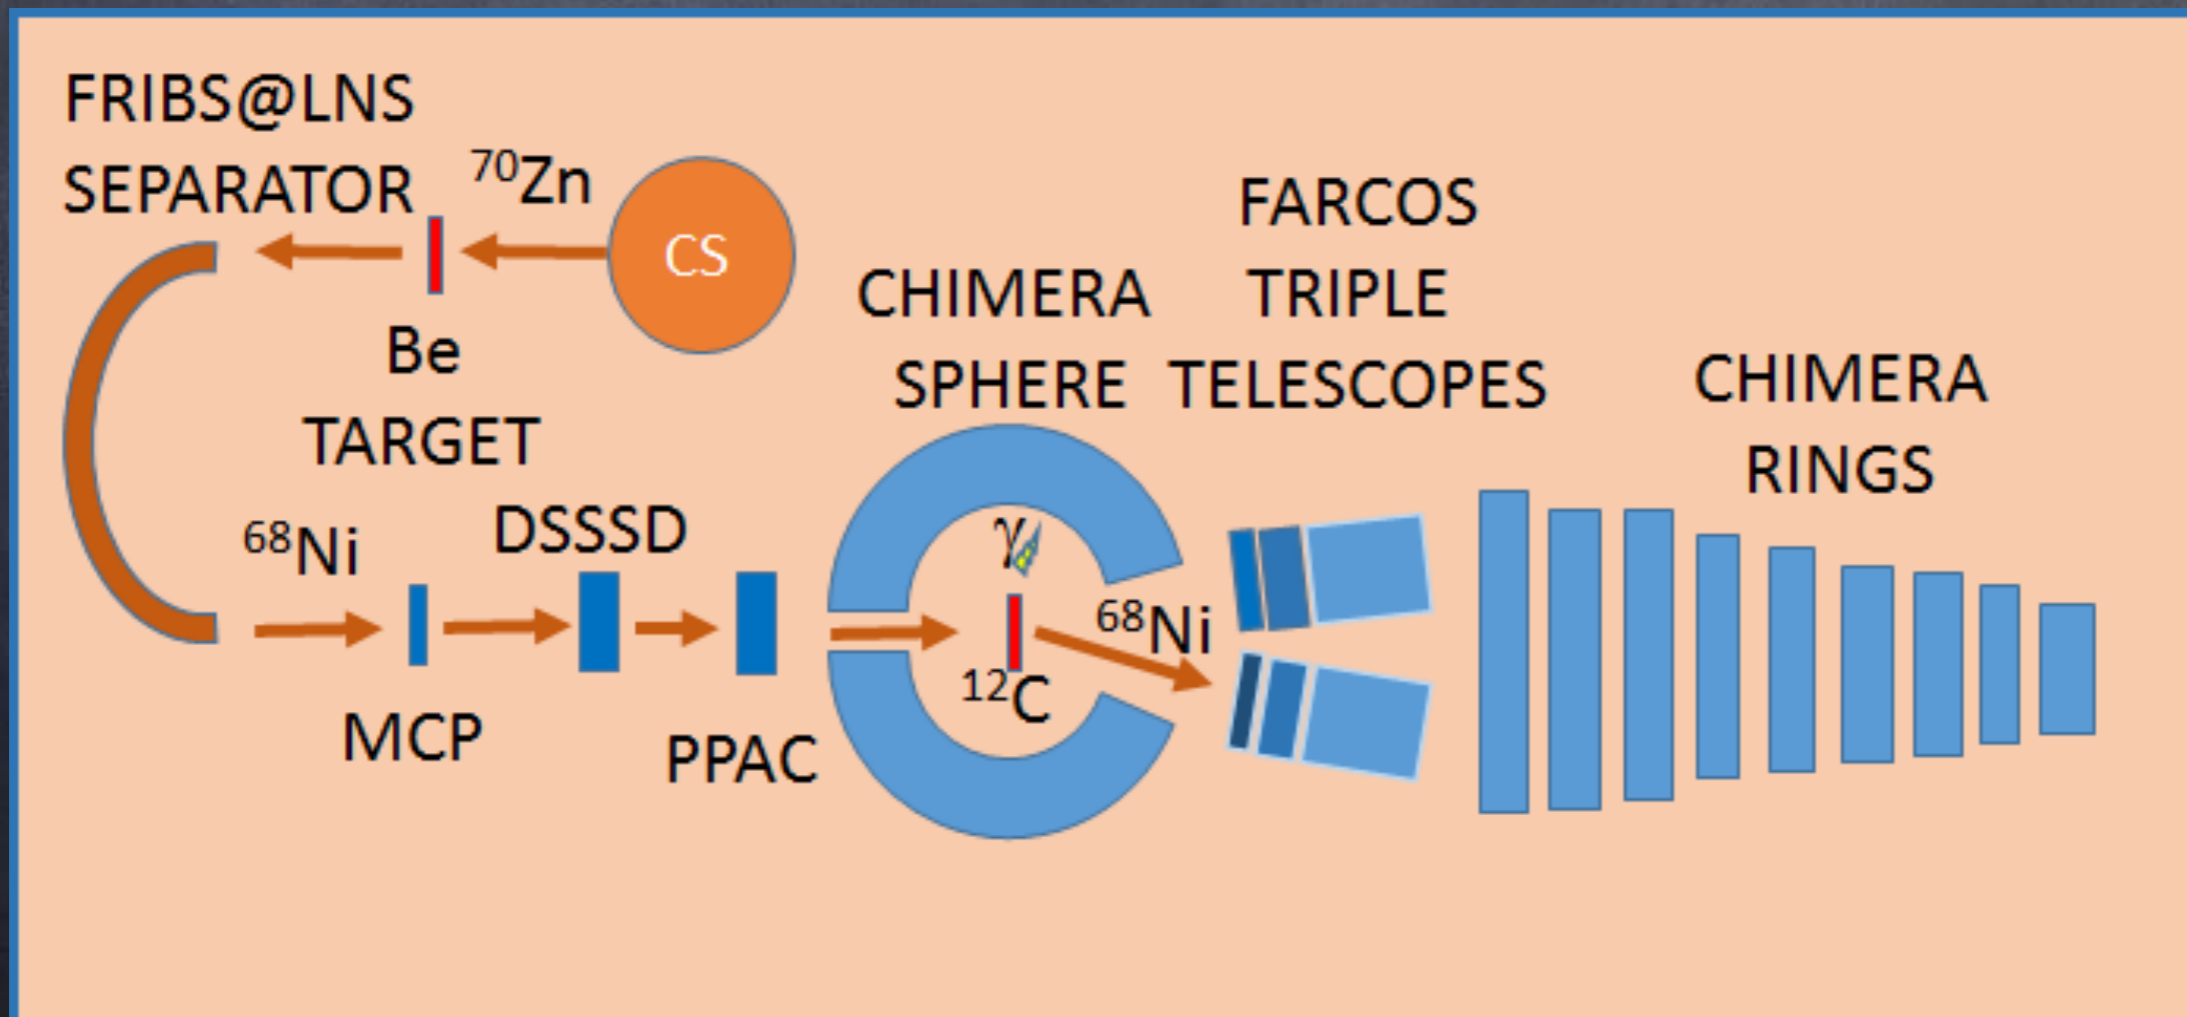 FRIBS@LNS
SEPARATOR
⁷⁰Zn
CS
Be
TARGET
⁶⁸Ni
MCP
DSSSD
PPAC
CHIMERA
SPHERE
γ
¹²C
⁶⁸Ni
FARCOS
TRIPLE
TELESCOPES
CHIMERA
RINGS